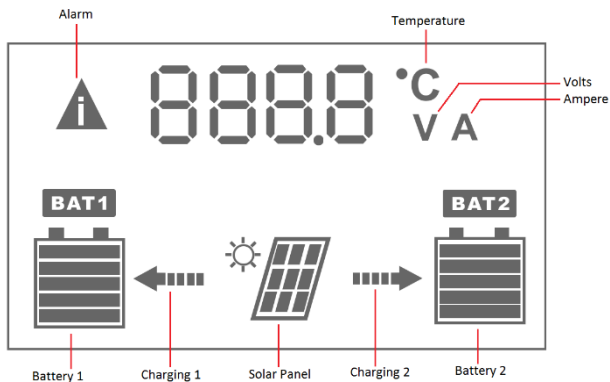 Alarm
Temperature
888.8 °C
i
V A
Volts
Ampere
BAT1
BAT2
Battery 1
Charging 1
Solar Panel
Charging 2
Battery 2